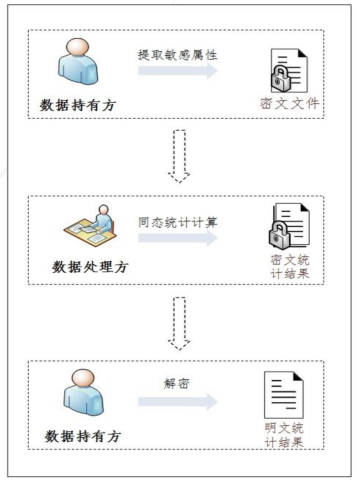 提取敏感属性
数据持有方
密文文件
同态统计计算
数据处理方
密文统
计结果
解密
数据持有方
明文统
计结果